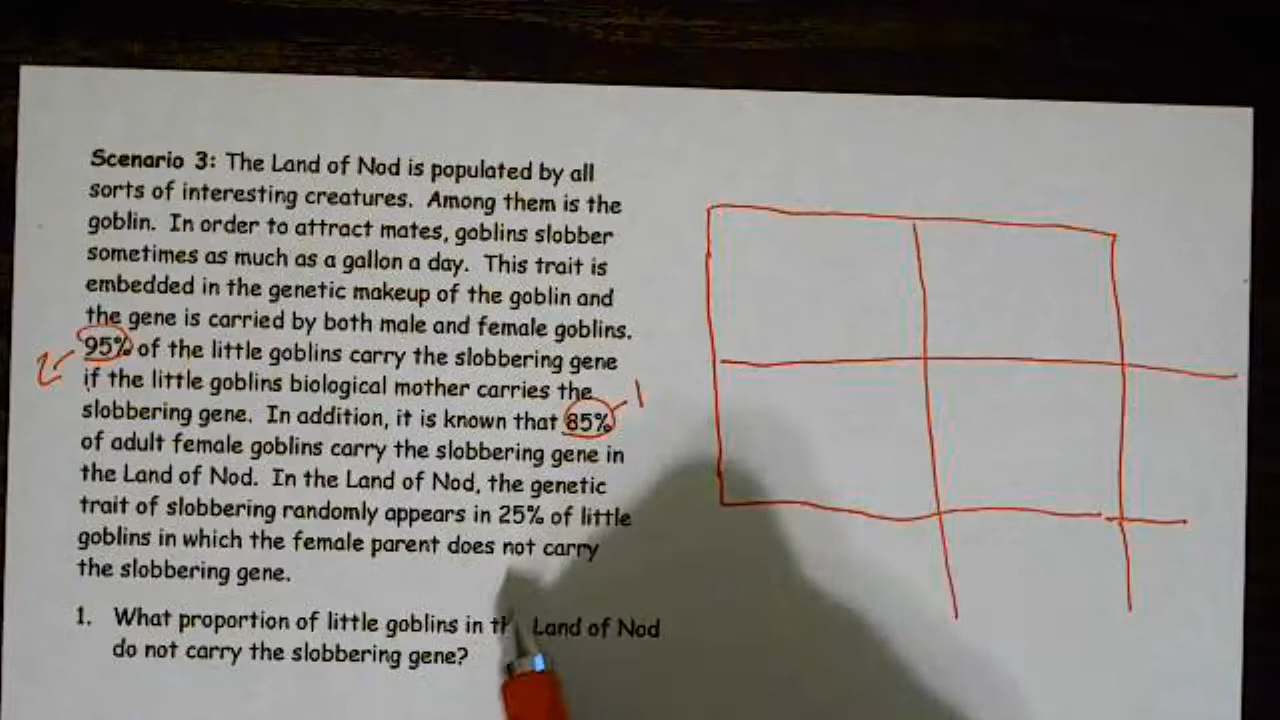 Scenario 3: The Land of Nod is populated by all
sorts of interesting creatures. Among them is the
goblin. In order to attract mates, goblins slobber
sometimes as much as a gallon a day. This trait is
embedded in the genetic makeup of the goblin and
the gene is carried by both male and female goblins.
95% of the little goblins carry the slobbering gene
2
if the little goblins biological mother carries the
1
slobbering gene. In addition, it is known that 85%
of adult female goblins carry the slobbering gene in
the Land of Nod. In the Land of Nod, the genetic
trait of slobbering randomly appears in 25% of little
goblins in which the female parent does not carry
the slobbering gene.
1. What proportion of little goblins in Land of Nod
do not carry the slobbering gene?